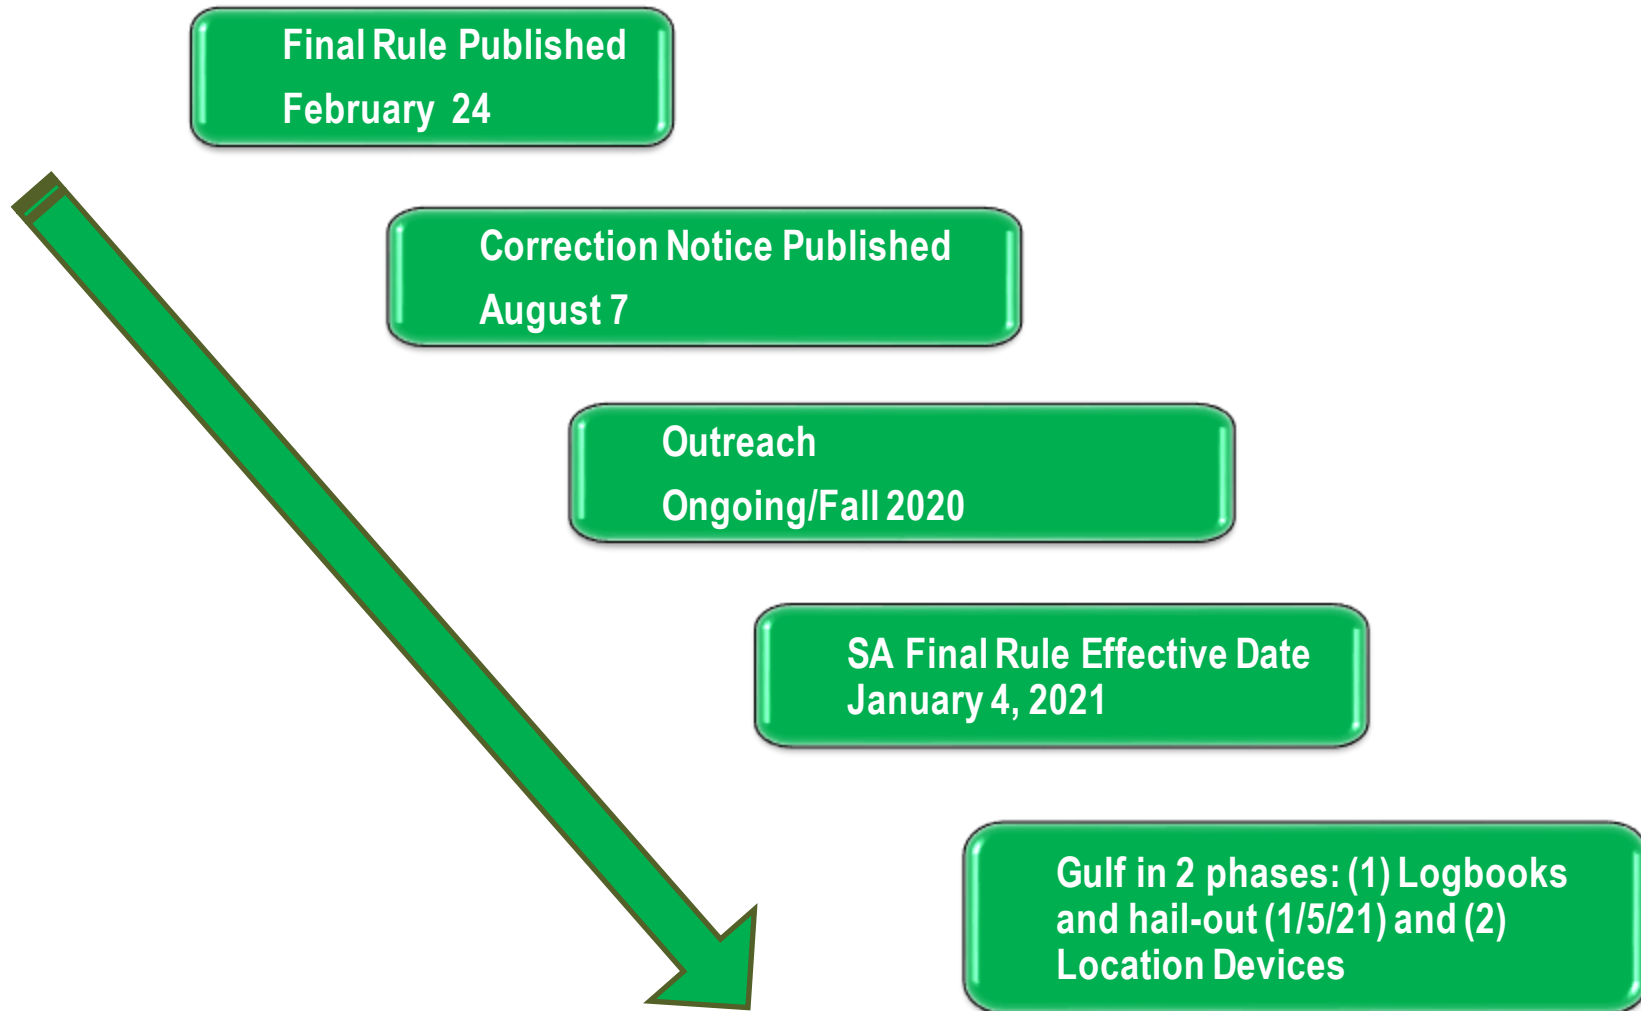 Final Rule Published
February 24
Correction Notice Published
August 7
Outreach
Ongoing/Fall 2020
SA Final Rule Effective Date
January 4, 2021
Gulf in 2 phases: (1) Logbooks
and hail-out (1/5/21) and (2)
Location Devices